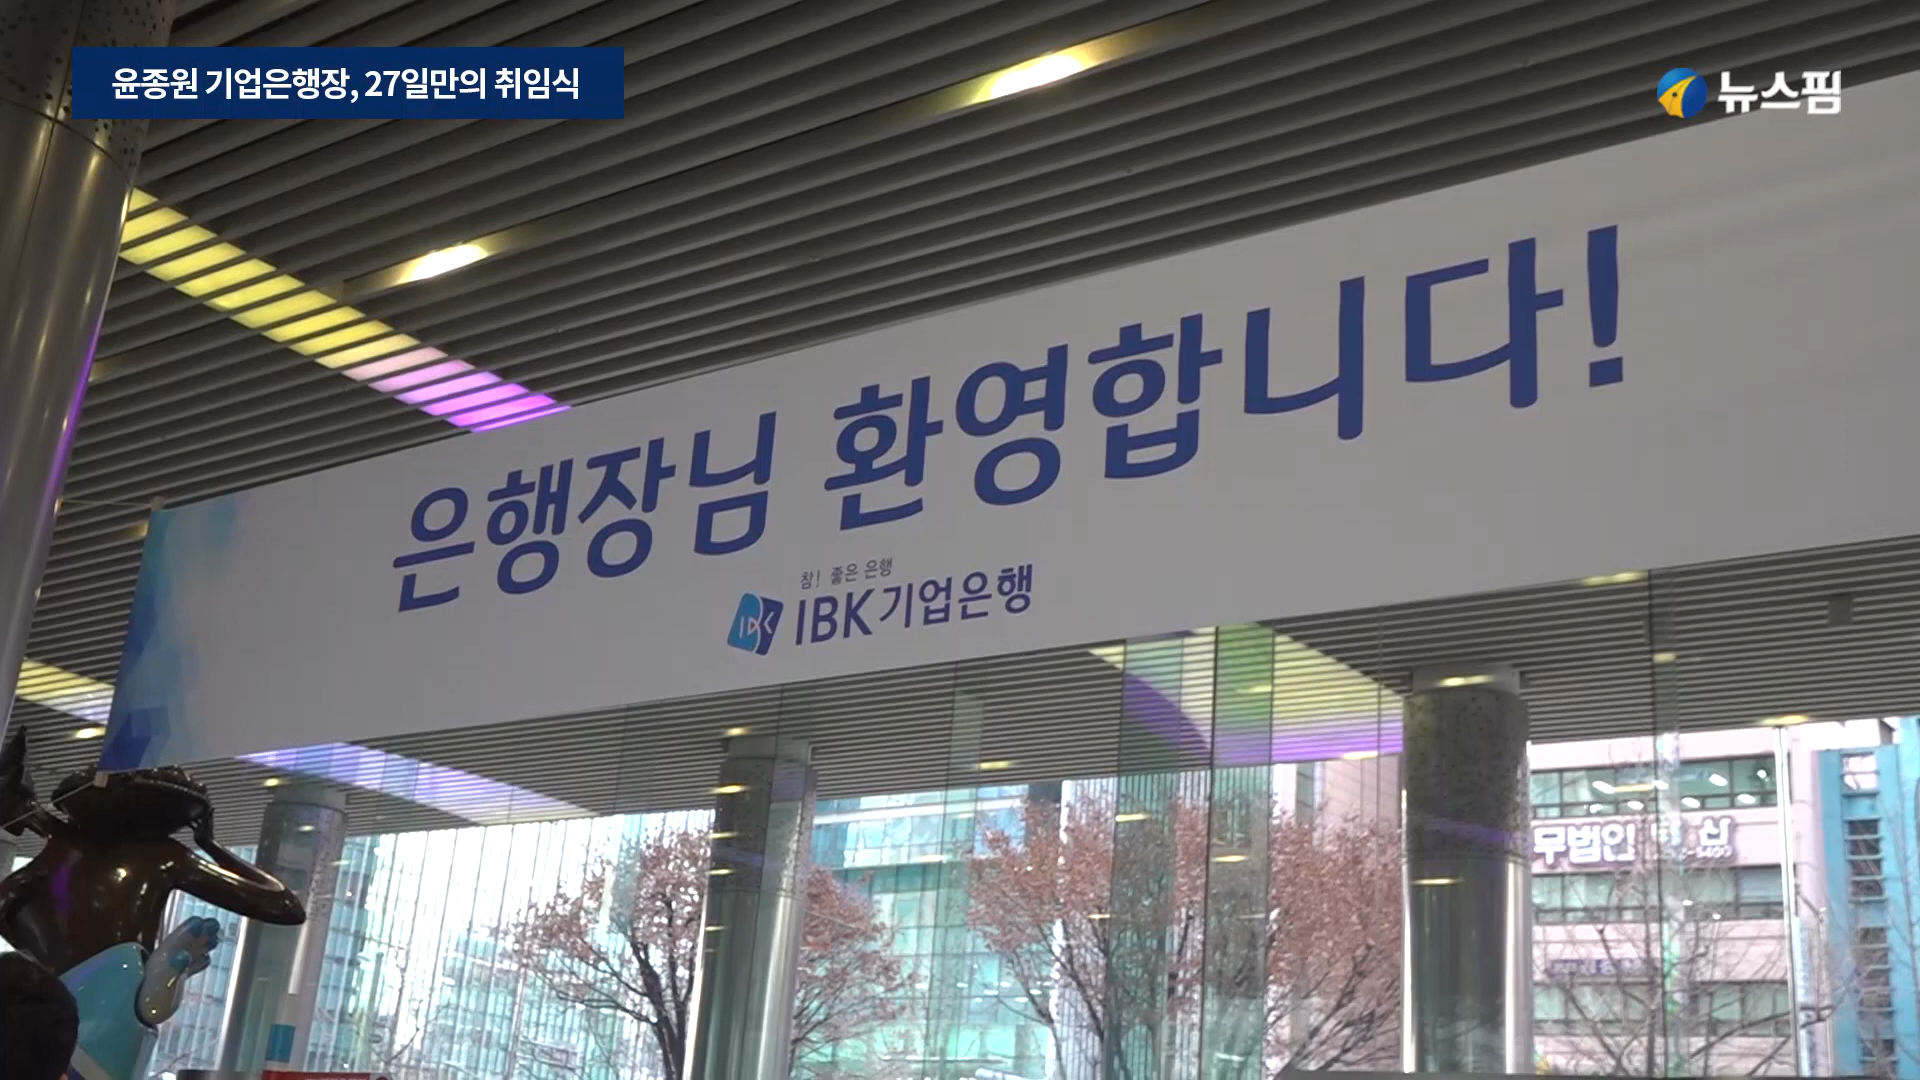 윤종원 기업은행장, 27일만의 취임식
뉴스핌
은행장님 환영합니다!
참! 좋은 은행
IBK기업은행
무법인